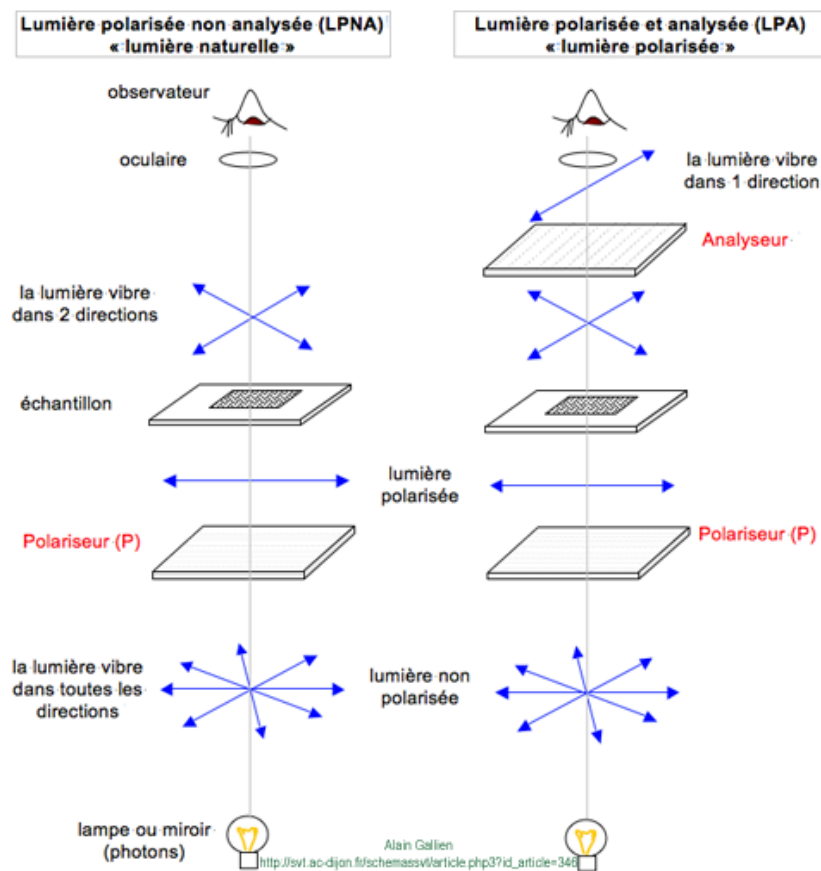 Lumière polarisée non analysée (LPNA)
« lumière naturelle »
Lumière polarisée et analysée (LPA)
« lumière polarisée »
observateur
oculaire
la lumière vibre
dans 1 direction
Analyseur
la lumière vibre
dans 2 directions
échantillon
lumière
polarisée
Polariseur (P)
Polariseur (P)
la lumière vibre
dans toutes les
directions
lumière non
polarisée
lampe ou miroir
(photons)
Alain Gallien
http://svt.ac-dijon.fr/schemassvt/article.php3?id_article=346